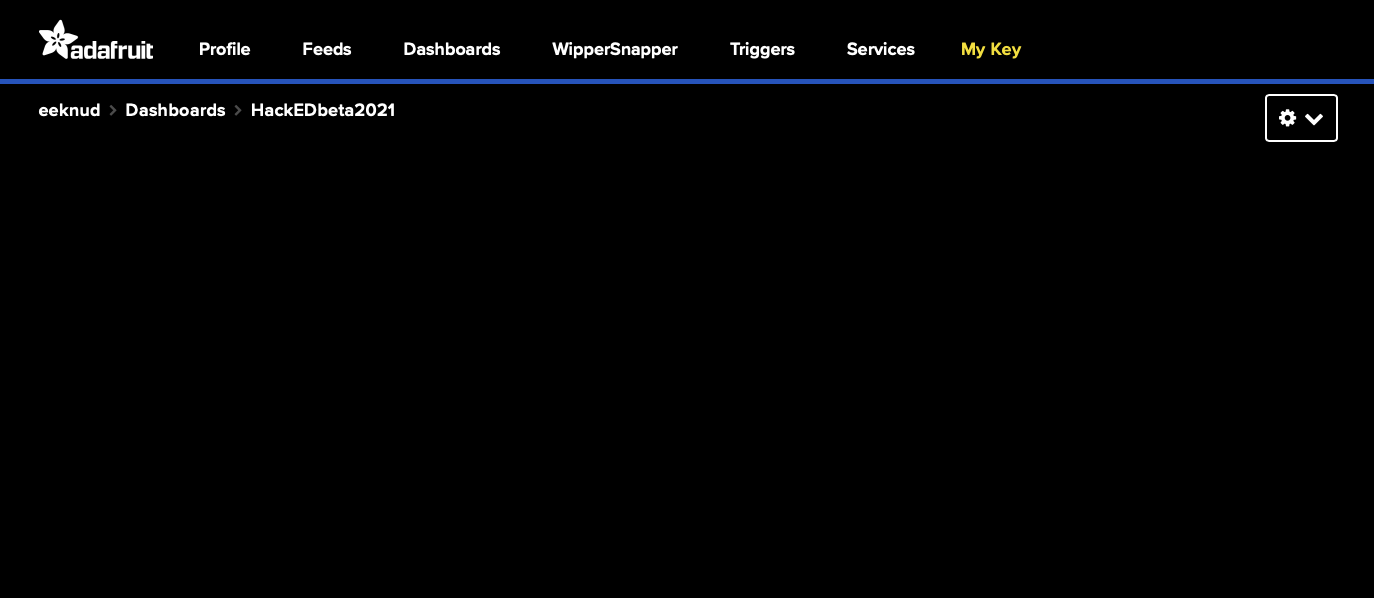 adafruit Profile Feeds Dashboards WipperSnapper Triggers Services My Key
eeknud > Dashboards > HackEDbeta2021